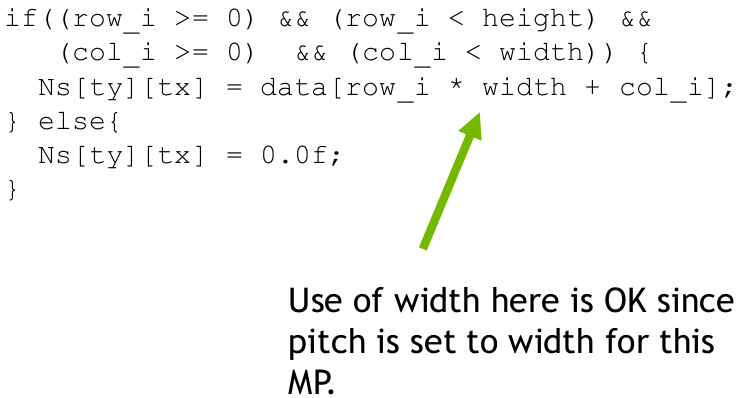 if((row_i >= 0) && (row_i < height) &&
(col_i >= 0) && (col_i < width)) {
Ns[ty][tx] = data[row_i * width + col_i];
} else{
Ns[ty][tx] = 0.0f;
}
Use of width here is OK since
pitch is set to width for this
MP.